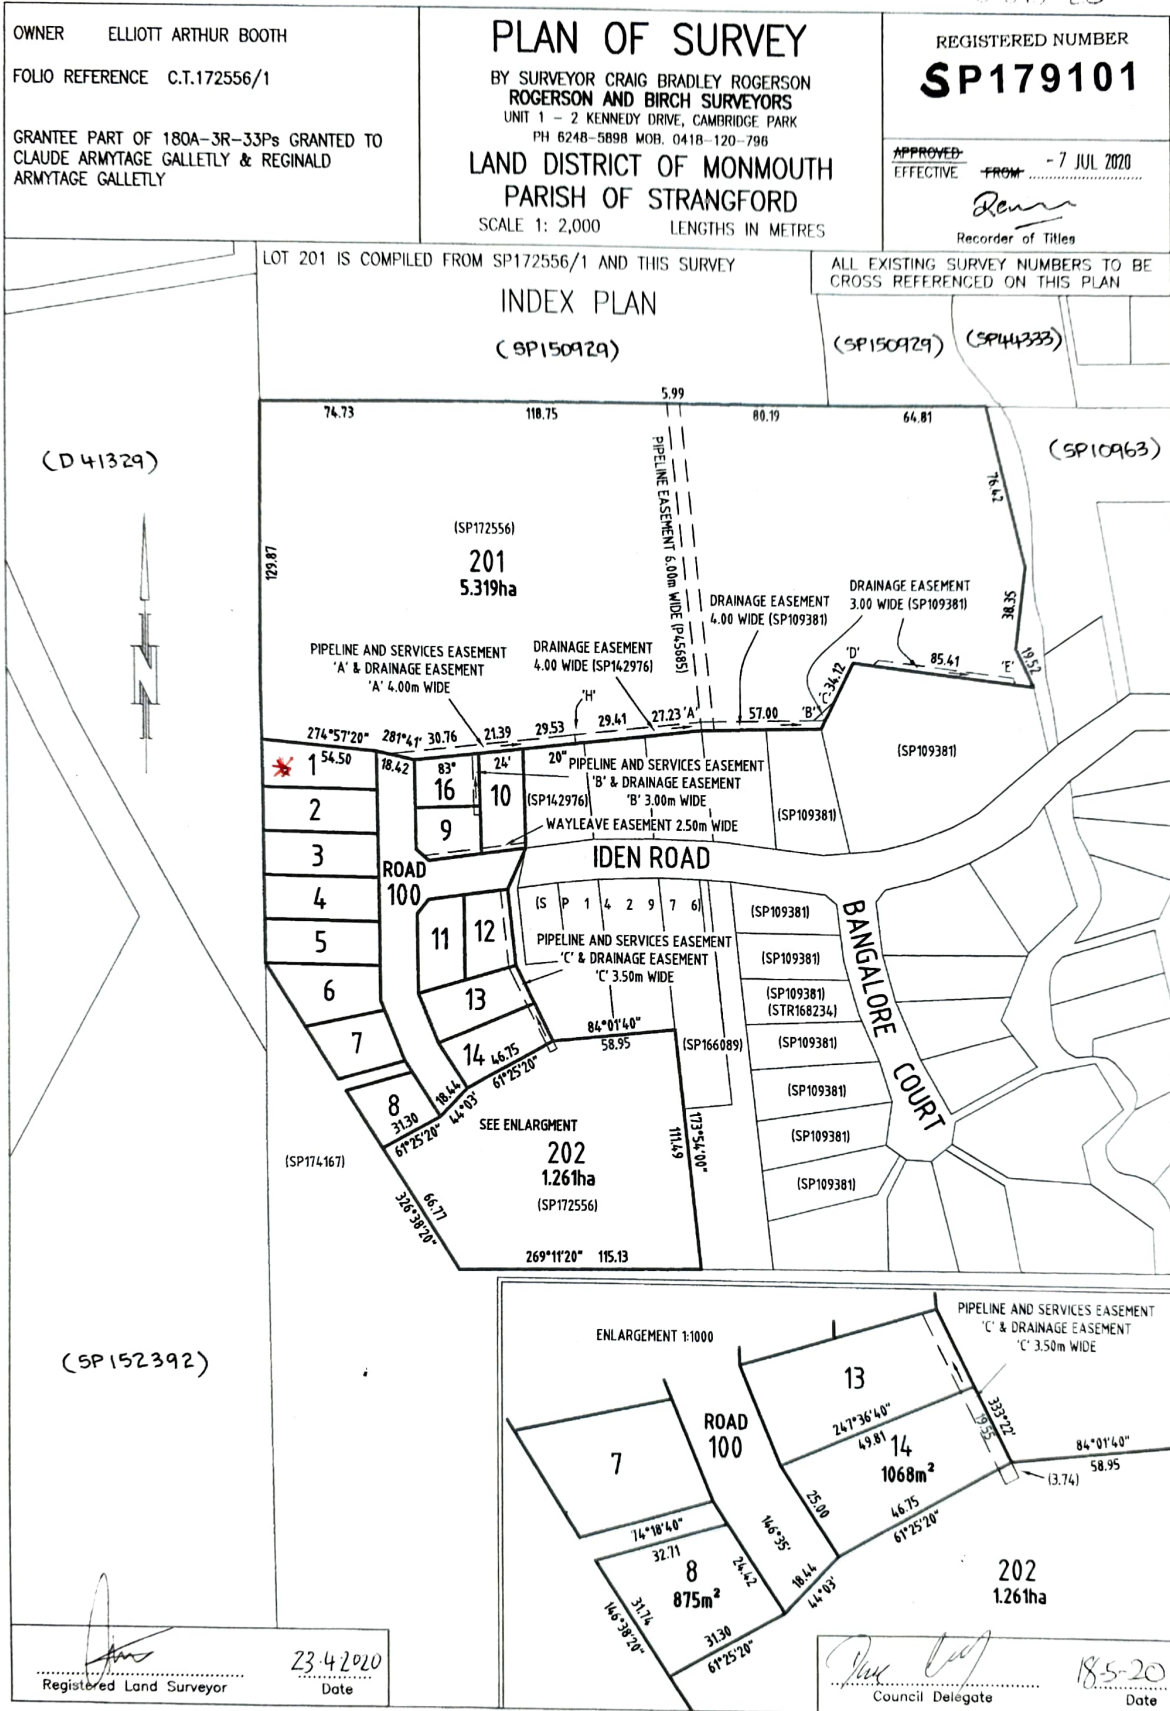 OWNER ELLIOTT ARTHUR BOOTH
FOLIO REFERENCE C.T.172556/1
GRANTEE PART OF 180A-3R-33Ps GRANTED TO
CLAUDE ARMYTAGE GALLETLY & REGINALD
ARMYTAGE GALLETLY
PLAN OF SURVEY
BY SURVEYOR CRAIG BRADLEY ROGERSON
ROGERSON AND BIRCH SURVEYORS
UNIT 1 - 2 KENNEDY DRIVE, CAMBRIDGE PARK
PH 6248-5898 MOB. 0418-120-796
LAND DISTRICT OF MONMOUTH
PARISH OF STRANGFORD
SCALE 1: 2,000 LENGTHS IN METRES
REGISTERED NUMBER
SP179101
APPROVED
EFFECTIVE FROM - 7 JUL 2020
Recorder of Titles
LOT 201 IS COMPILED FROM SP172556/1 AND THIS SURVEY
ALL EXISTING SURVEY NUMBERS TO BE
CROSS REFERENCED ON THIS PLAN
INDEX PLAN
(SP150929)
(SP150929)
(SP44333)
5.99
74.73
118.75
80.19
64.81
(D41329)
(SP10963)
76.42
PIPELINE EASEMENT 6.00m WIDE (P45685)
(SP172556)
201
5.319ha
129.87
DRAINAGE EASEMENT
3.00 WIDE (SP109381)
DRAINAGE EASEMENT
4.00 WIDE (SP109381)
38.35
PIPELINE AND SERVICES EASEMENT
'A' & DRAINAGE EASEMENT
'A' 4.00m WIDE
DRAINAGE EASEMENT
4.00 WIDE (SP142976)
'D'
85.41
'E'
19.52
34.12
'C'
'H'
274°57'20"
281°41'
30.76
21.39
29.53
29.41
27.23
'A'
57.00
'B'
(SP109381)
1
54.50
18.42
83°
24'
20"
16
10
PIPELINE AND SERVICES EASEMENT
'B' & DRAINAGE EASEMENT
'B' 3.00m WIDE
(SP142976)
(SP109381)
2
9
WAYLEAVE EASEMENT 2.50m WIDE
3
ROAD
100
IDEN ROAD
4
(S P 1 4 2 9 7 6)
(SP109381)
BANGALORE COURT
5
11
12
PIPELINE AND SERVICES EASEMENT
'C' & DRAINAGE EASEMENT
'C' 3.50m WIDE
(SP109381)
6
13
(SP109381)
(STR168234)
84°01'40"
58.95
7
14
46.75
61°25'20"
(SP166089)
(SP109381)
8
31.30
61°25'20"
18.44
44°03'
(SP109381)
SEE ENLARGMENT
202
1.261ha
(SP172556)
111.49
173°54'00"
(SP109381)
(SP174167)
(SP109381)
66.77
326°38'20"
269°11'20" 115.13
(SP152392)
ENLARGEMENT 1:1000
PIPELINE AND SERVICES EASEMENT
'C' & DRAINAGE EASEMENT
'C' 3.50m WIDE
13
ROAD
100
247°36'40"
49.81
333°22'
19.55
7
14
1068m²
84°01'40"
58.95
(3.74)
25.00
46.75
61°25'20"
74°18'40"
32.71
146°35'
8
875m²
24.42
18.44
44°03'
202
1.261ha
31.74
146°38'20"
31.30
61°25'20"
23.4.2020
Registered Land Surveyor Date
18-5-20
Council Delegate Date